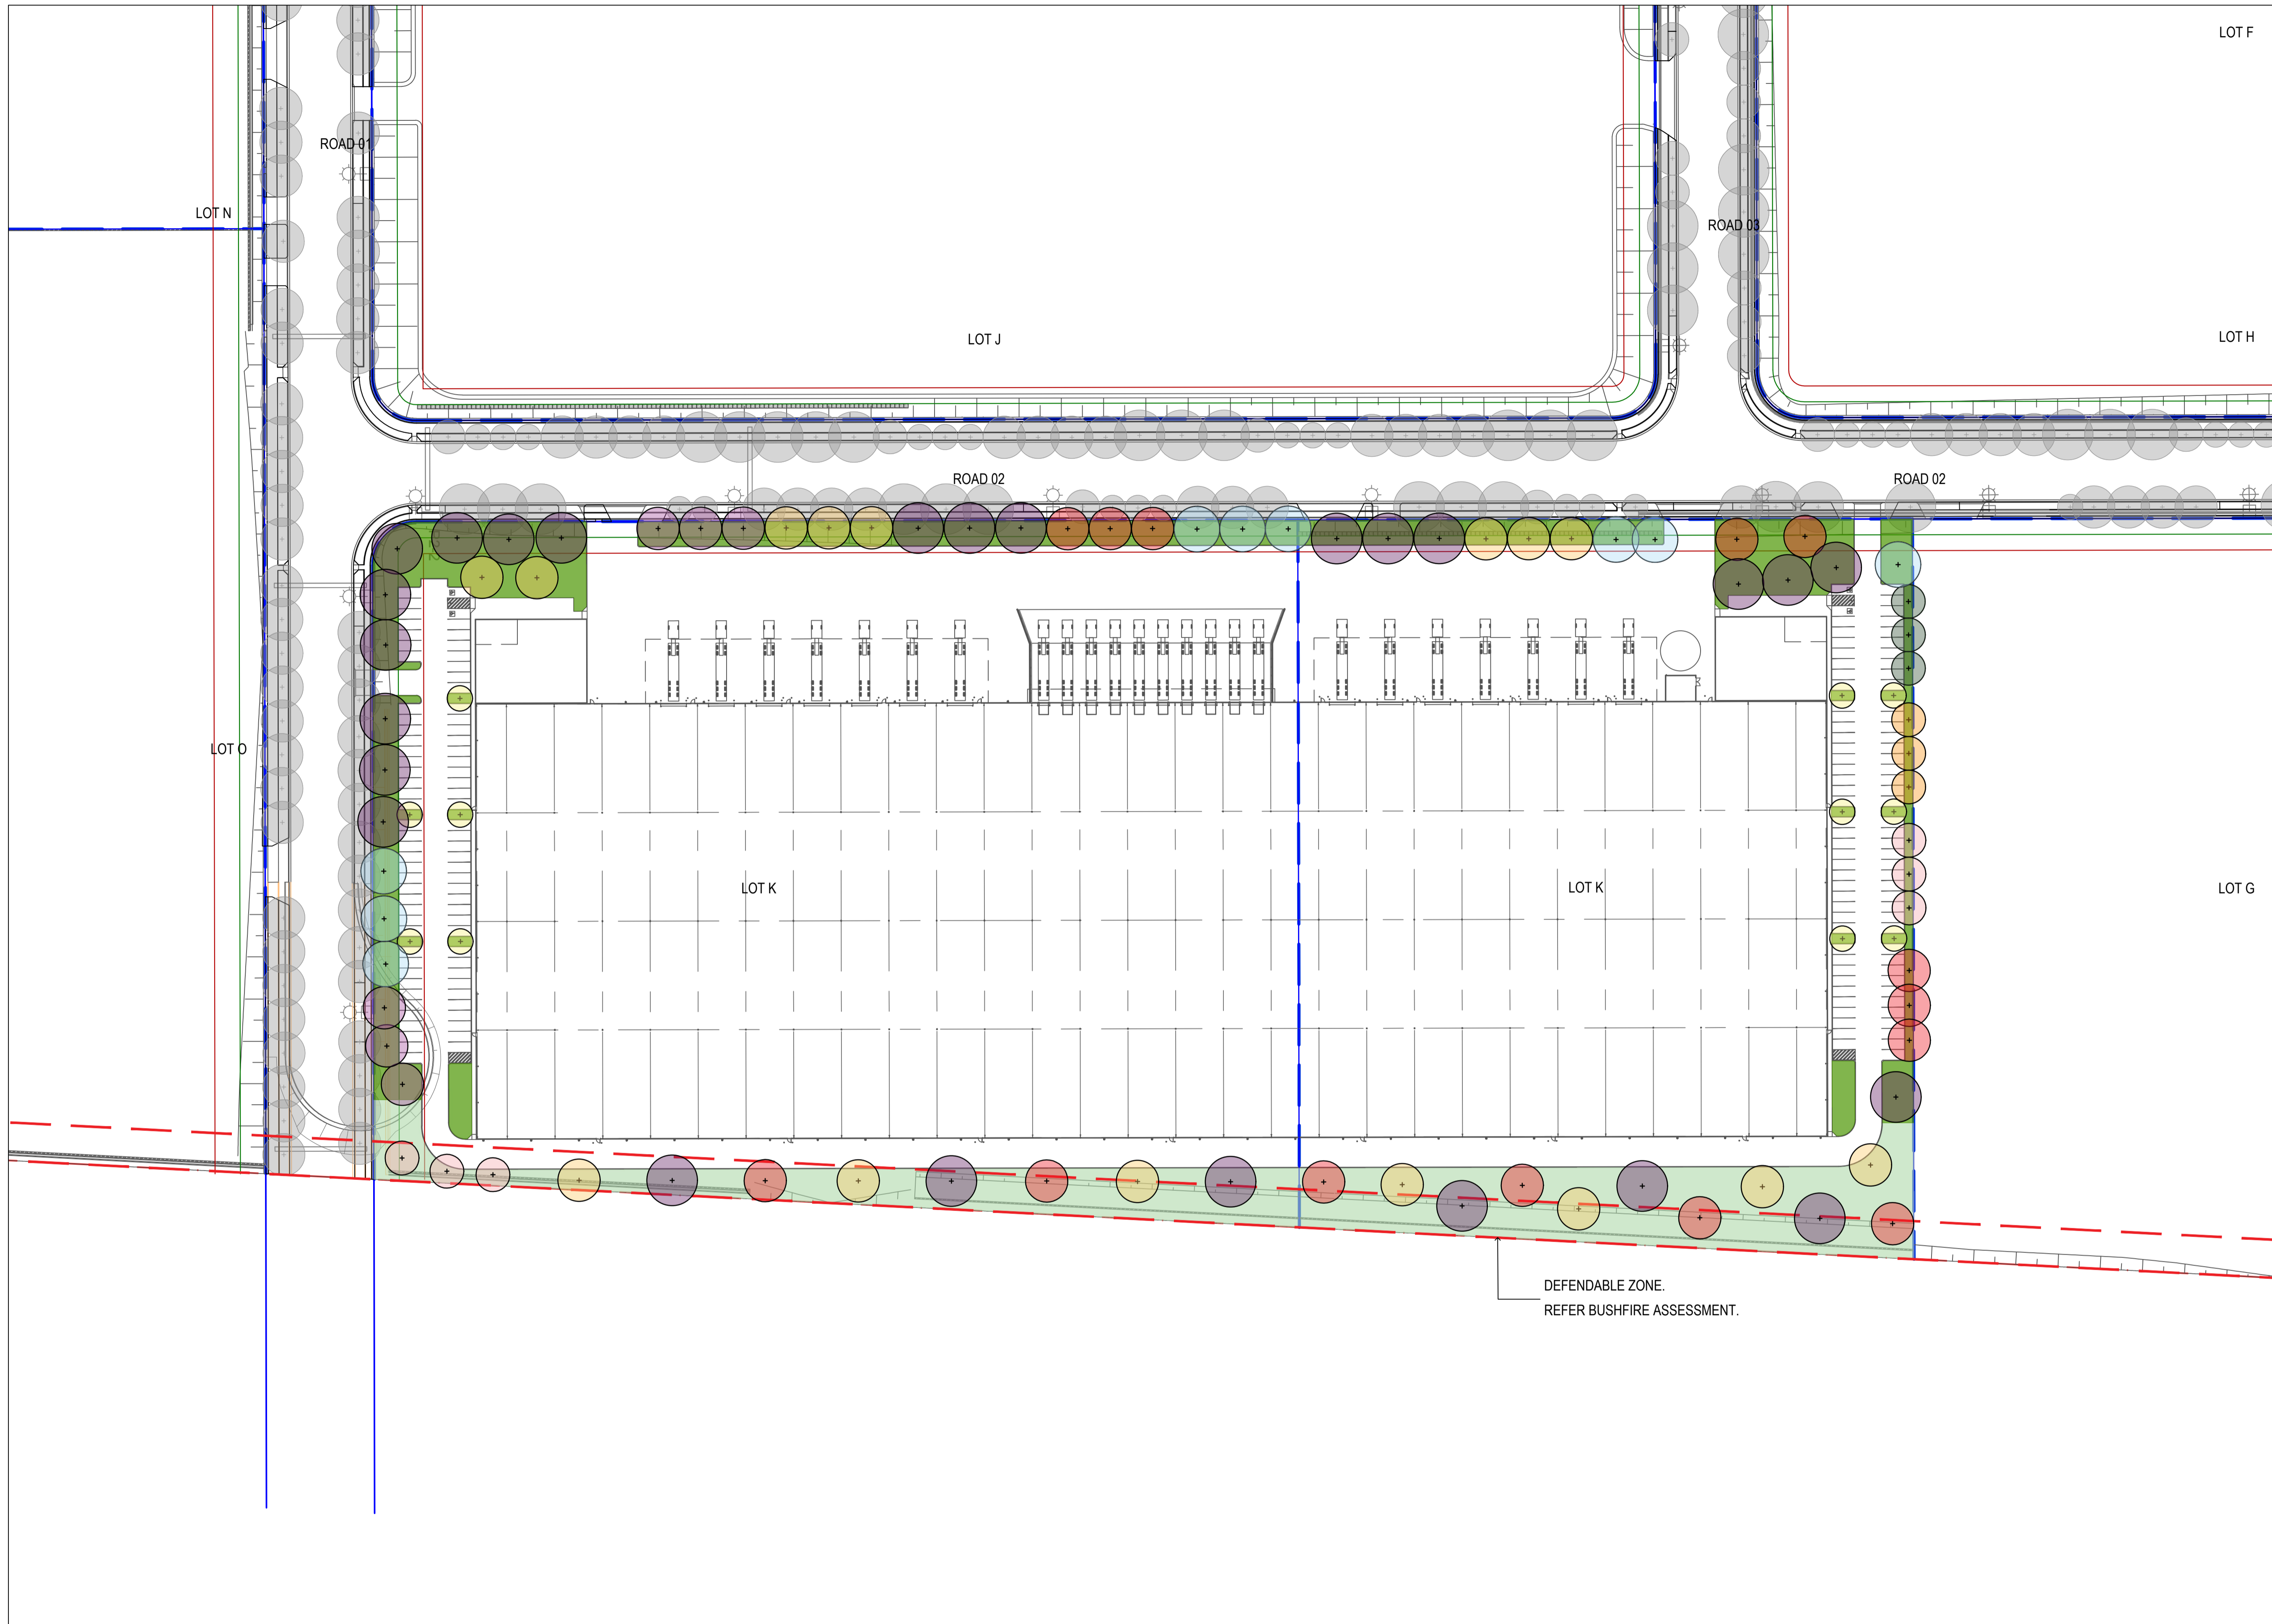 LOT F
ROAD 01
LOT N
ROAD 03
LOT J
LOT H
ROAD 02
ROAD 02
LOT O
LOT K
LOT K
LOT G
DEFENDABLE ZONE.
REFER BUSHFIRE ASSESSMENT.